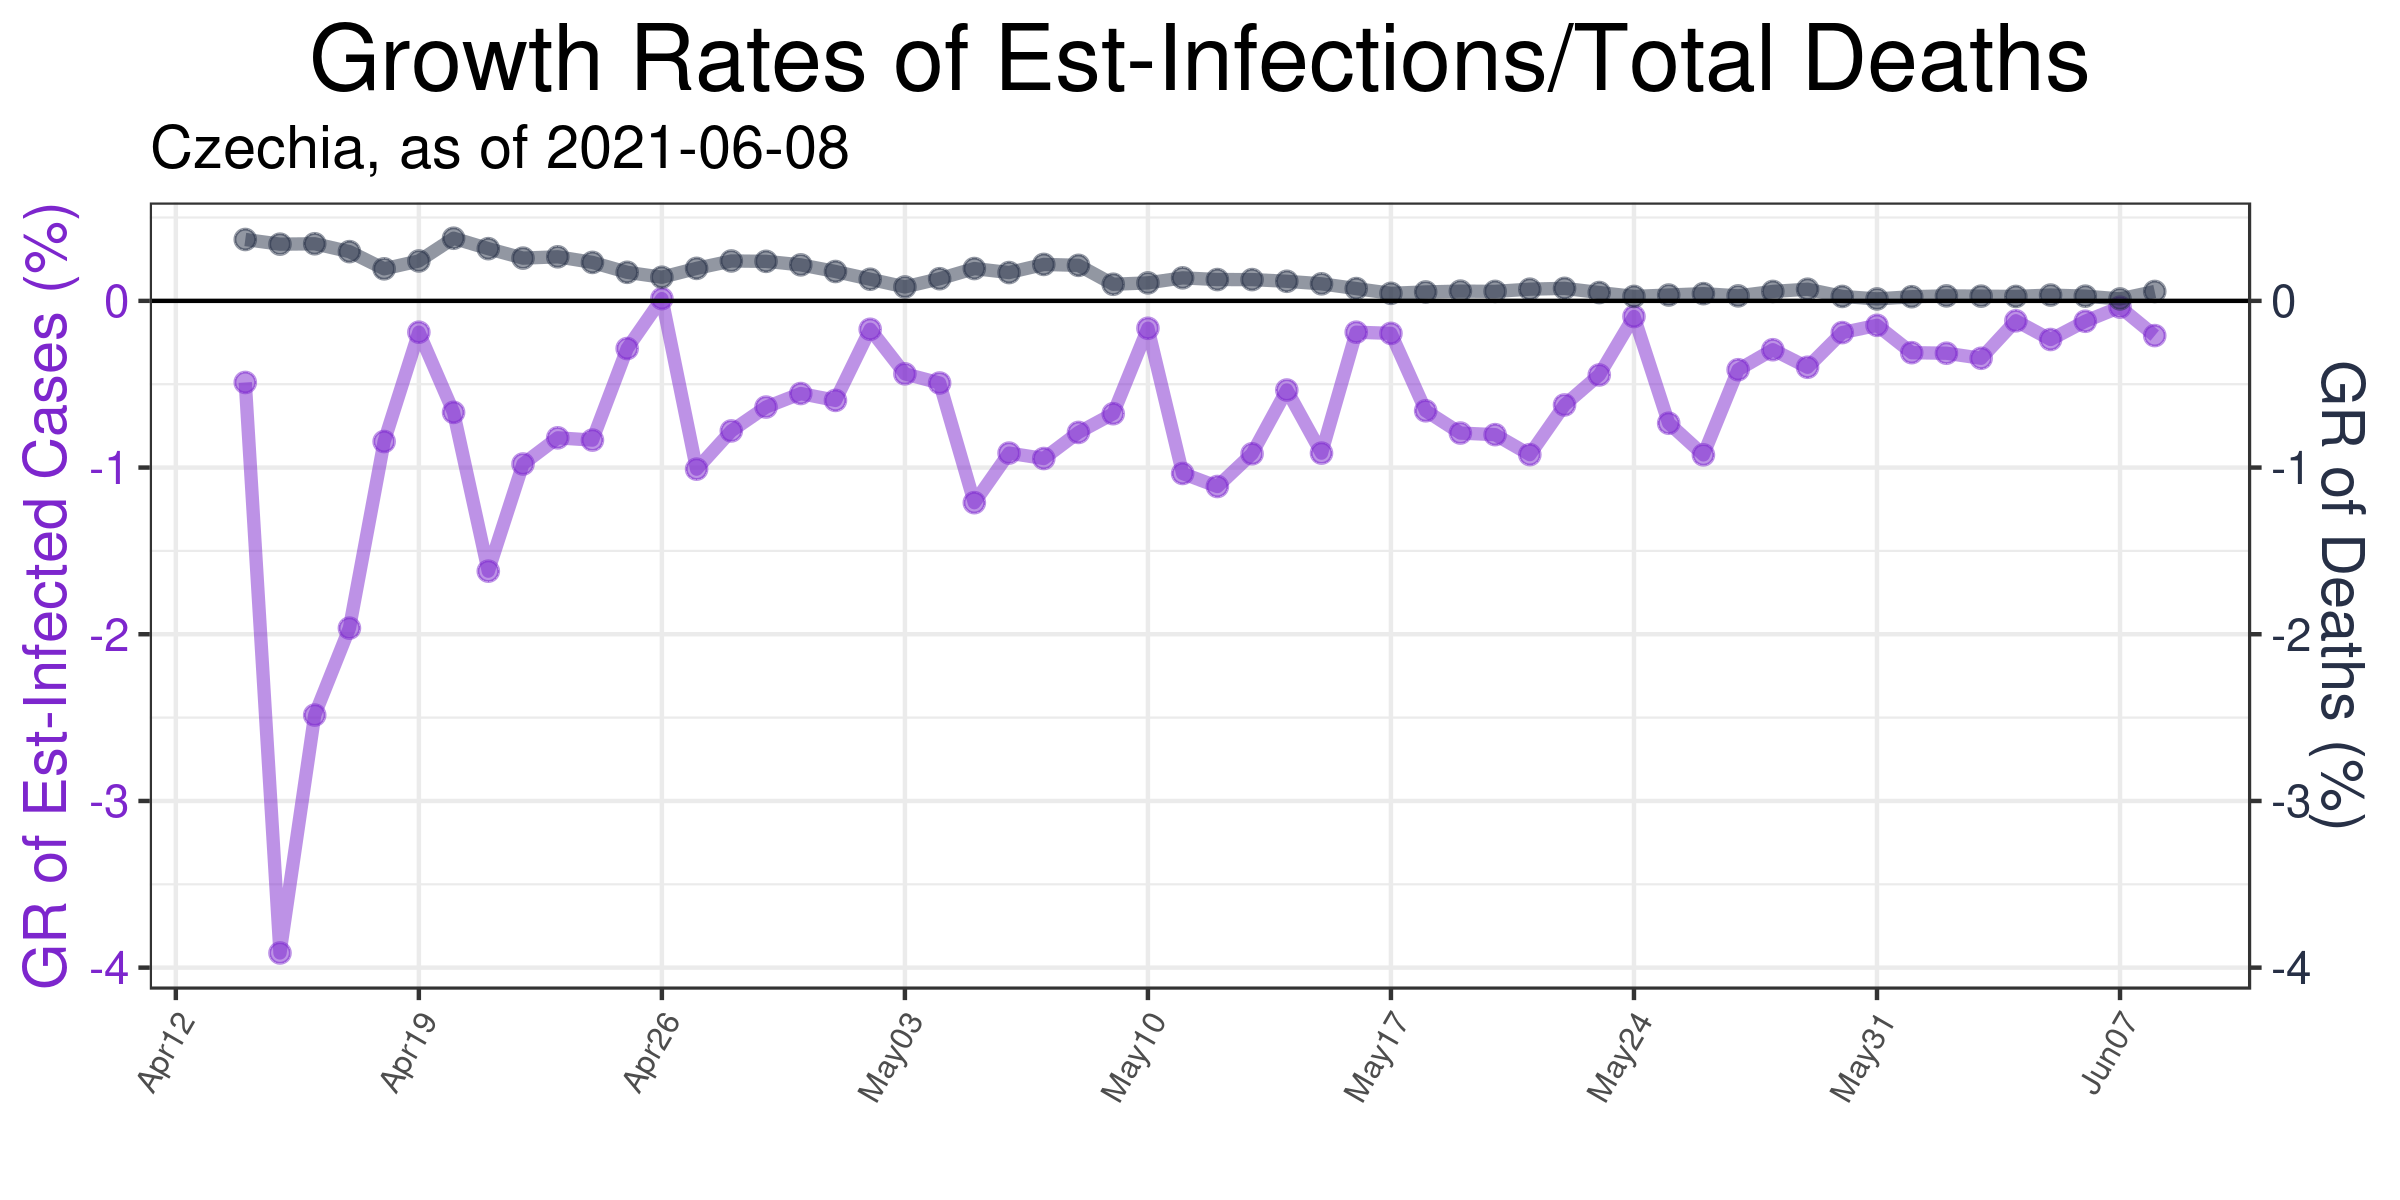 Growth Rates of Est-Infections/Total Deaths
Czechia, as of 2021-06-08
GR of Est-Infected Cases (%)
0
-1
-2
-3
-4
0
-1
-2
-3
-4
GR of Deaths (%)
Apr12
Apr19
Apr26
May03
May10
May17
May24
May31
Jun07